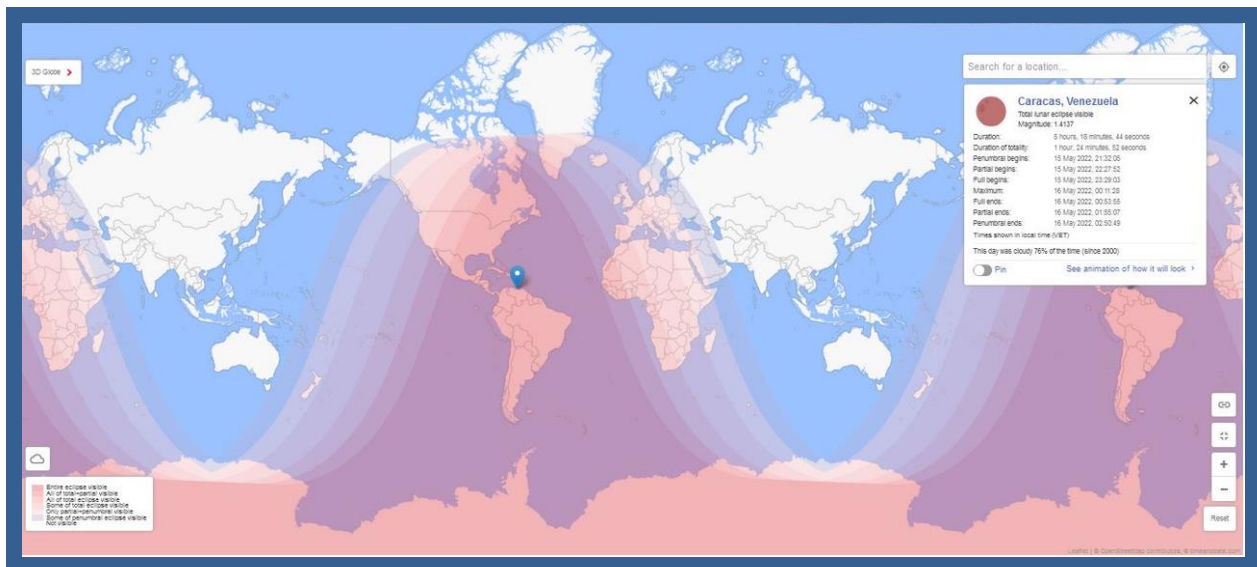 3D Globe
Search for a location...
Caracas, Venezuela
Total lunar eclipse visible
Magnitude: 1.4137
Duration: 5 hours, 18 minutes, 44 seconds
Duration of totality: 1 hour, 24 minutes, 52 seconds
Penumbral begins: 15 May 2022, 21:32:05
Partial begins: 15 May 2022, 22:27:52
Full begins: 15 May 2022, 23:29:03
Maximum: 16 May 2022, 00:11:28
Full ends: 16 May 2022, 00:53:55
Partial ends: 16 May 2022, 01:55:07
Penumbral ends: 16 May 2022, 02:50:49
Times shown in local time (VET)
This day was cloudy 76% of the time (since 2000)
Pin
See animation of how it will look
Entire eclipse visible
All of total+partial visible
All of total eclipse visible
Some of total eclipse visible
Only partial+penumbral visible
Some of penumbral eclipse visible
Not visible
+
−
Reset
Leaflet | © OpenStreetMap contributors, © timeanddate.com